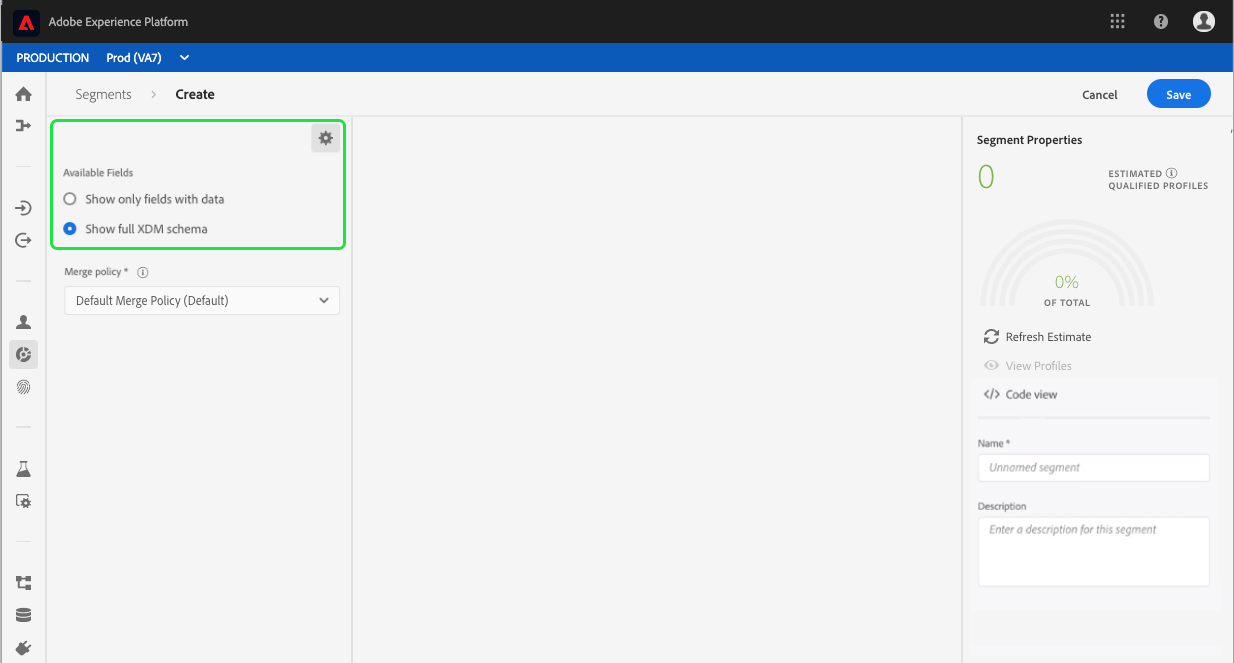 Adobe Experience Platform
PRODUCTION Prod (VA7)
Segments > Create
Cancel
Save
Available Fields
Show only fields with data
Show full XDM schema
Merge policy *
Default Merge Policy (Default)
Segment Properties
0
ESTIMATED
QUALIFIED PROFILES
0%
OF TOTAL
Refresh Estimate
View Profiles
</> Code view
Name *
Unnamed segment
Description
Enter a description for this segment